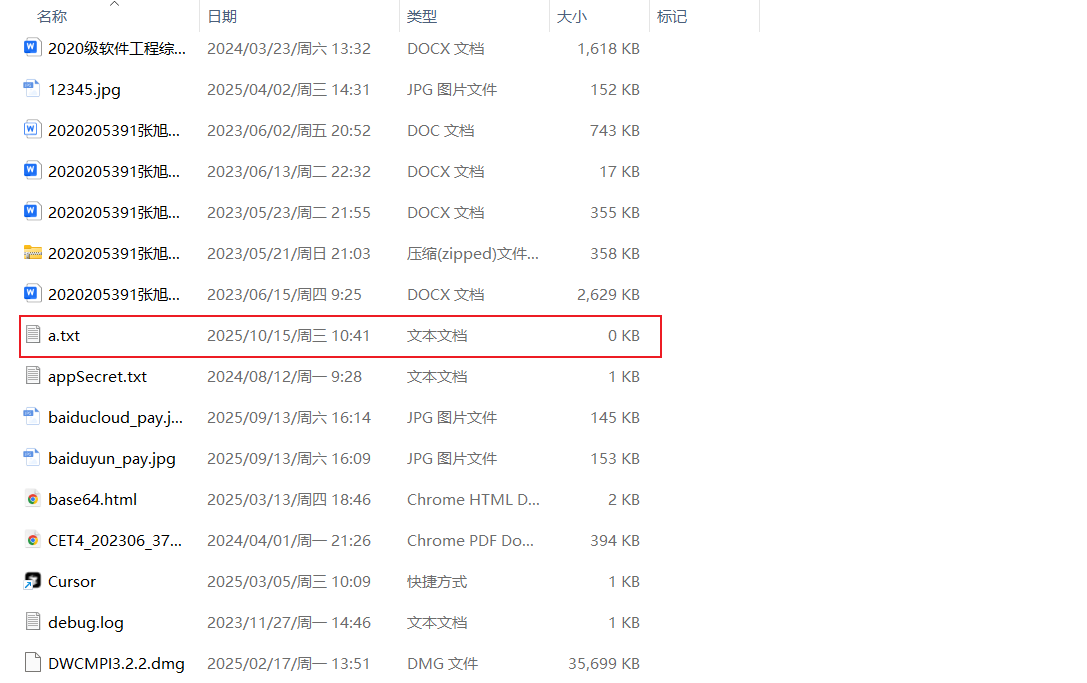 名称 日期 类型 大小 标记
2020级软件工程综... 2024/03/23/周六 13:32 DOCX 文档 1,618 KB
12345.jpg 2025/04/02/周三 14:31 JPG 图片文件 152 KB
2020205391张旭... 2023/06/02/周五 20:52 DOC 文档 743 KB
2020205391张旭... 2023/06/13/周二 22:32 DOCX 文档 17 KB
2020205391张旭... 2023/05/23/周二 21:55 DOCX 文档 355 KB
2020205391张旭... 2023/05/21/周日 21:03 压缩(zipped)文件... 358 KB
2020205391张旭... 2023/06/15/周四 9:25 DOCX 文档 2,629 KB
a.txt 2025/10/15/周三 10:41 文本文档 0 KB
appSecret.txt 2024/08/12/周一 9:28 文本文档 1 KB
baiducloud_pay.j... 2025/09/13/周六 16:14 JPG 图片文件 145 KB
baiduyun_pay.jpg 2025/09/13/周六 16:09 JPG 图片文件 153 KB
base64.html 2025/03/13/周四 18:46 Chrome HTML D... 2 KB
CET4_202306_37... 2024/04/01/周一 21:26 Chrome PDF Do... 394 KB
Cursor 2025/03/05/周三 10:09 快捷方式 1 KB
debug.log 2023/11/27/周一 14:46 文本文档 1 KB
DWCMPI3.2.2.dmg 2025/02/17/周一 13:51 DMG 文件 35,699 KB